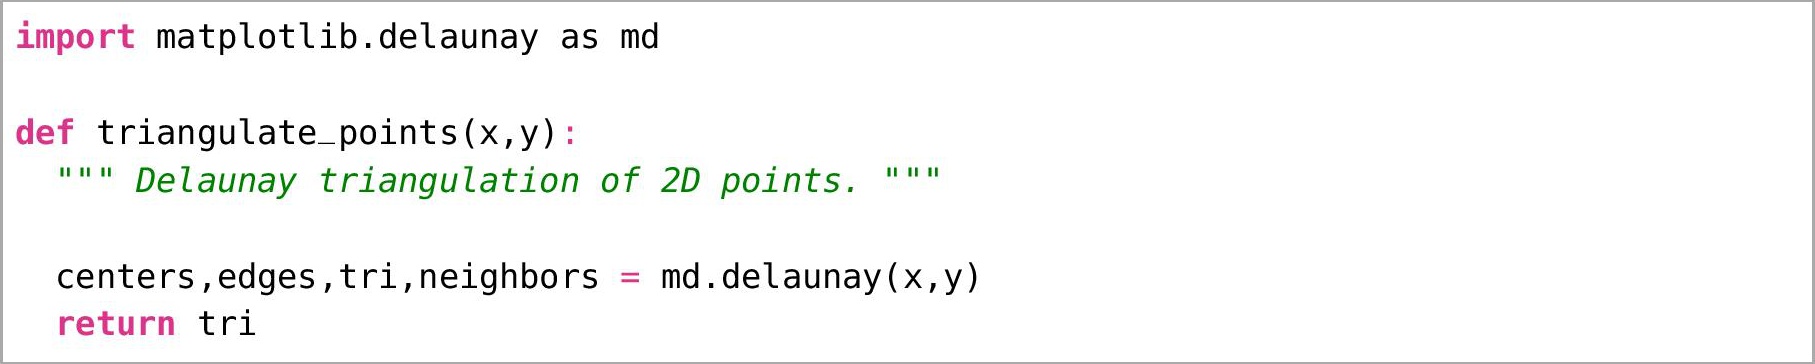 import matplotlib.delaunay as md
def triangulate_points(x,y):
""" Delaunay triangulation of 2D points. """
centers,edges,tri,neighbors = md.delaunay(x,y)
return tri